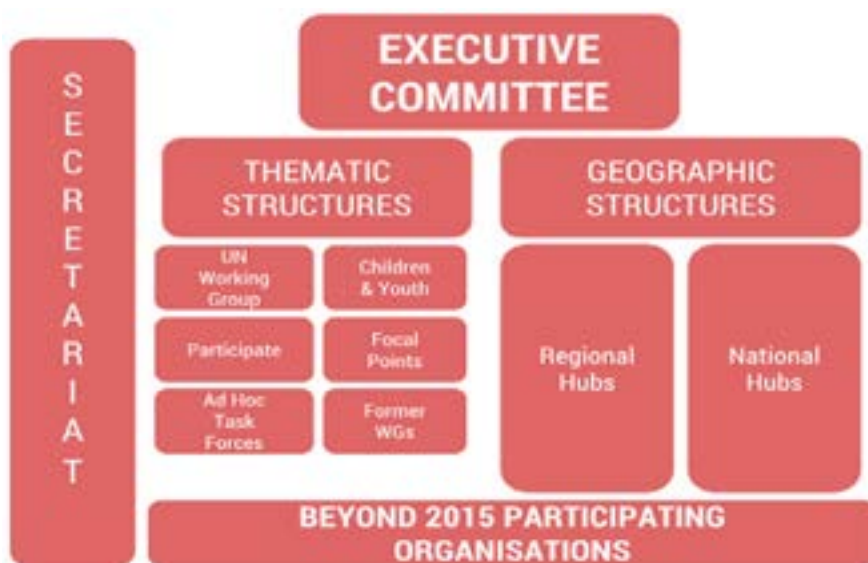 SECRETARIAT
EXECUTIVE
COMMITTEE
THEMATIC
STRUCTURES
GEOGRAPHIC
STRUCTURES
UN
Working
Group
Children
& Youth
Participate
Focal
Points
Ad Hoc
Task
Forces
Former
WGs
Regional
Hubs
National
Hubs
BEYOND 2015 PARTICIPATING
ORGANISATIONS